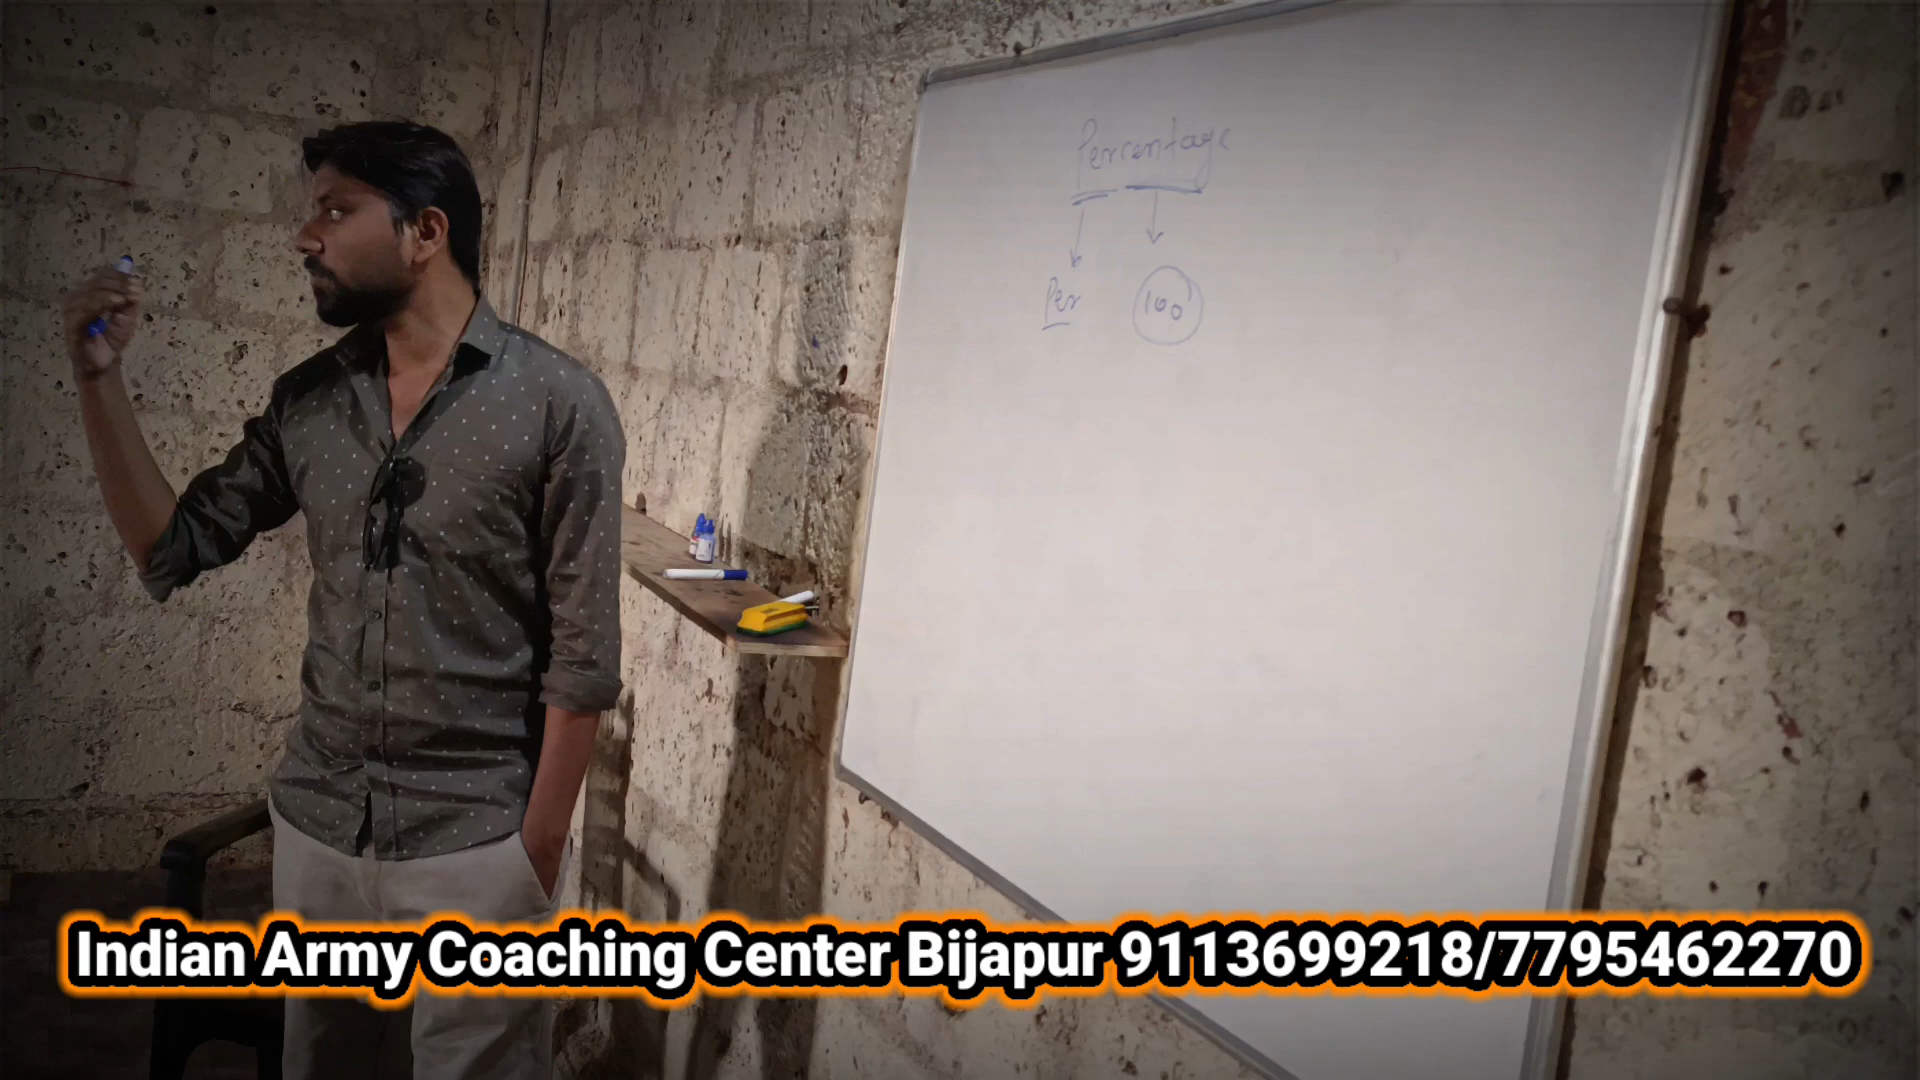 Percentage
Per 100
Indian Army Coaching Center Bijapur 9113699218/7795462270